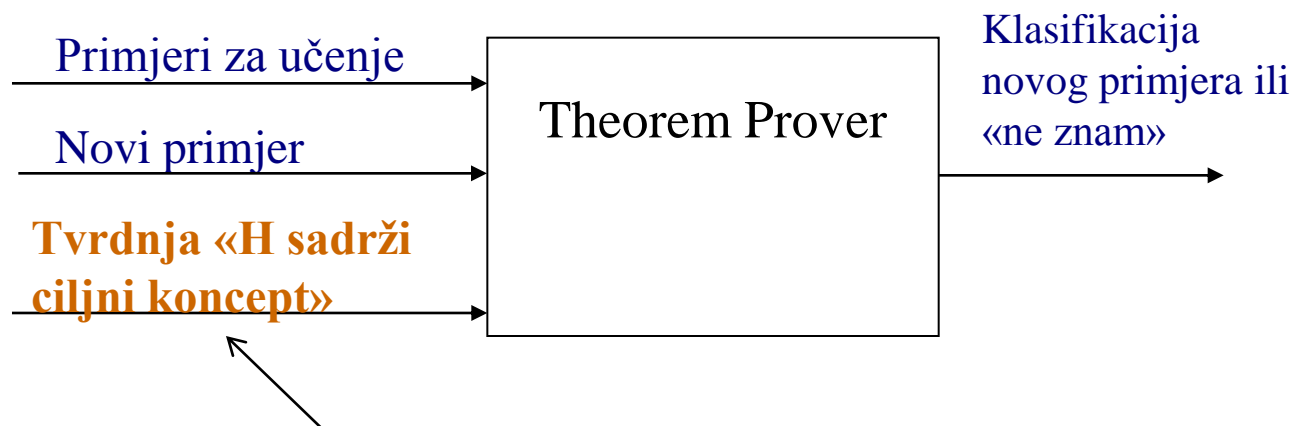 Primjeri za učenje
Novi primjer
Tvrdnja «H sadrži
ciljni koncept»
Theorem Prover
Klasifikacija
novog primjera ili
«ne znam»